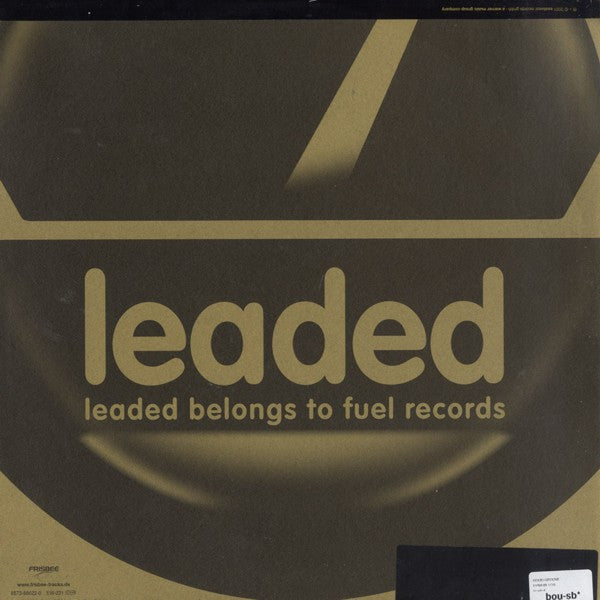 leaded
leaded belongs to fuel records
FRISBEE
www.frisbee-tracks.de
bou-sb*